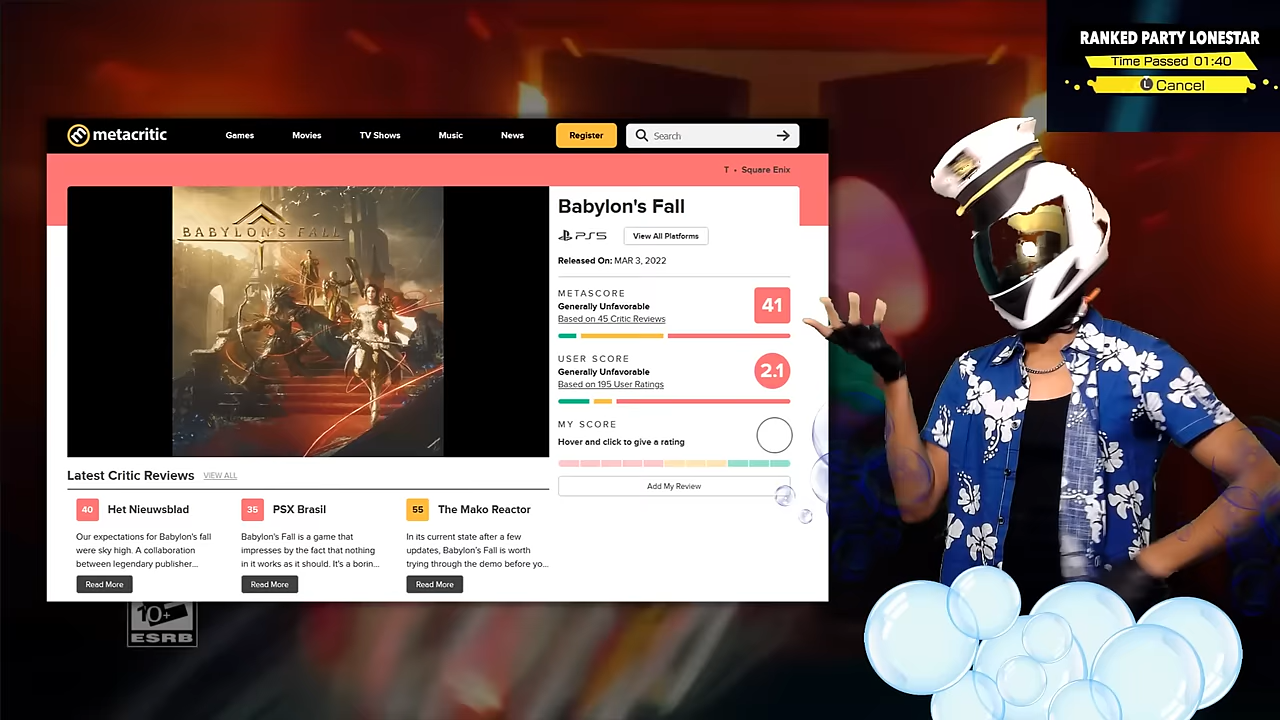 RANKED PARTY LONESTAR
Time Passed 01:40
L Cancel
metacritic
Games
Movies
TV Shows
Music
News
Register
Search
T • Square Enix
BABYLON'S FALL
Babylon's Fall
PS5
View All Platforms
Released On: MAR 3, 2022
METASCORE
Generally Unfavorable
Based on 45 Critic Reviews
41
USER SCORE
Generally Unfavorable
Based on 195 User Ratings
2.1
MY SCORE
Hover and click to give a rating
Add My Review
Latest Critic Reviews
VIEW ALL
40 Het Nieuwsblad
Our expectations for Babylon's fall
were sky high. A collaboration
between legendary publisher...
Read More
35 PSX Brasil
Babylon's Fall is a game that
impresses by the fact that nothing
in it works as it should. It's a borin...
Read More
55 The Mako Reactor
In its current state after a few
updates, Babylon's Fall is worth
trying through the demo before yo...
Read More
10+
ESRB